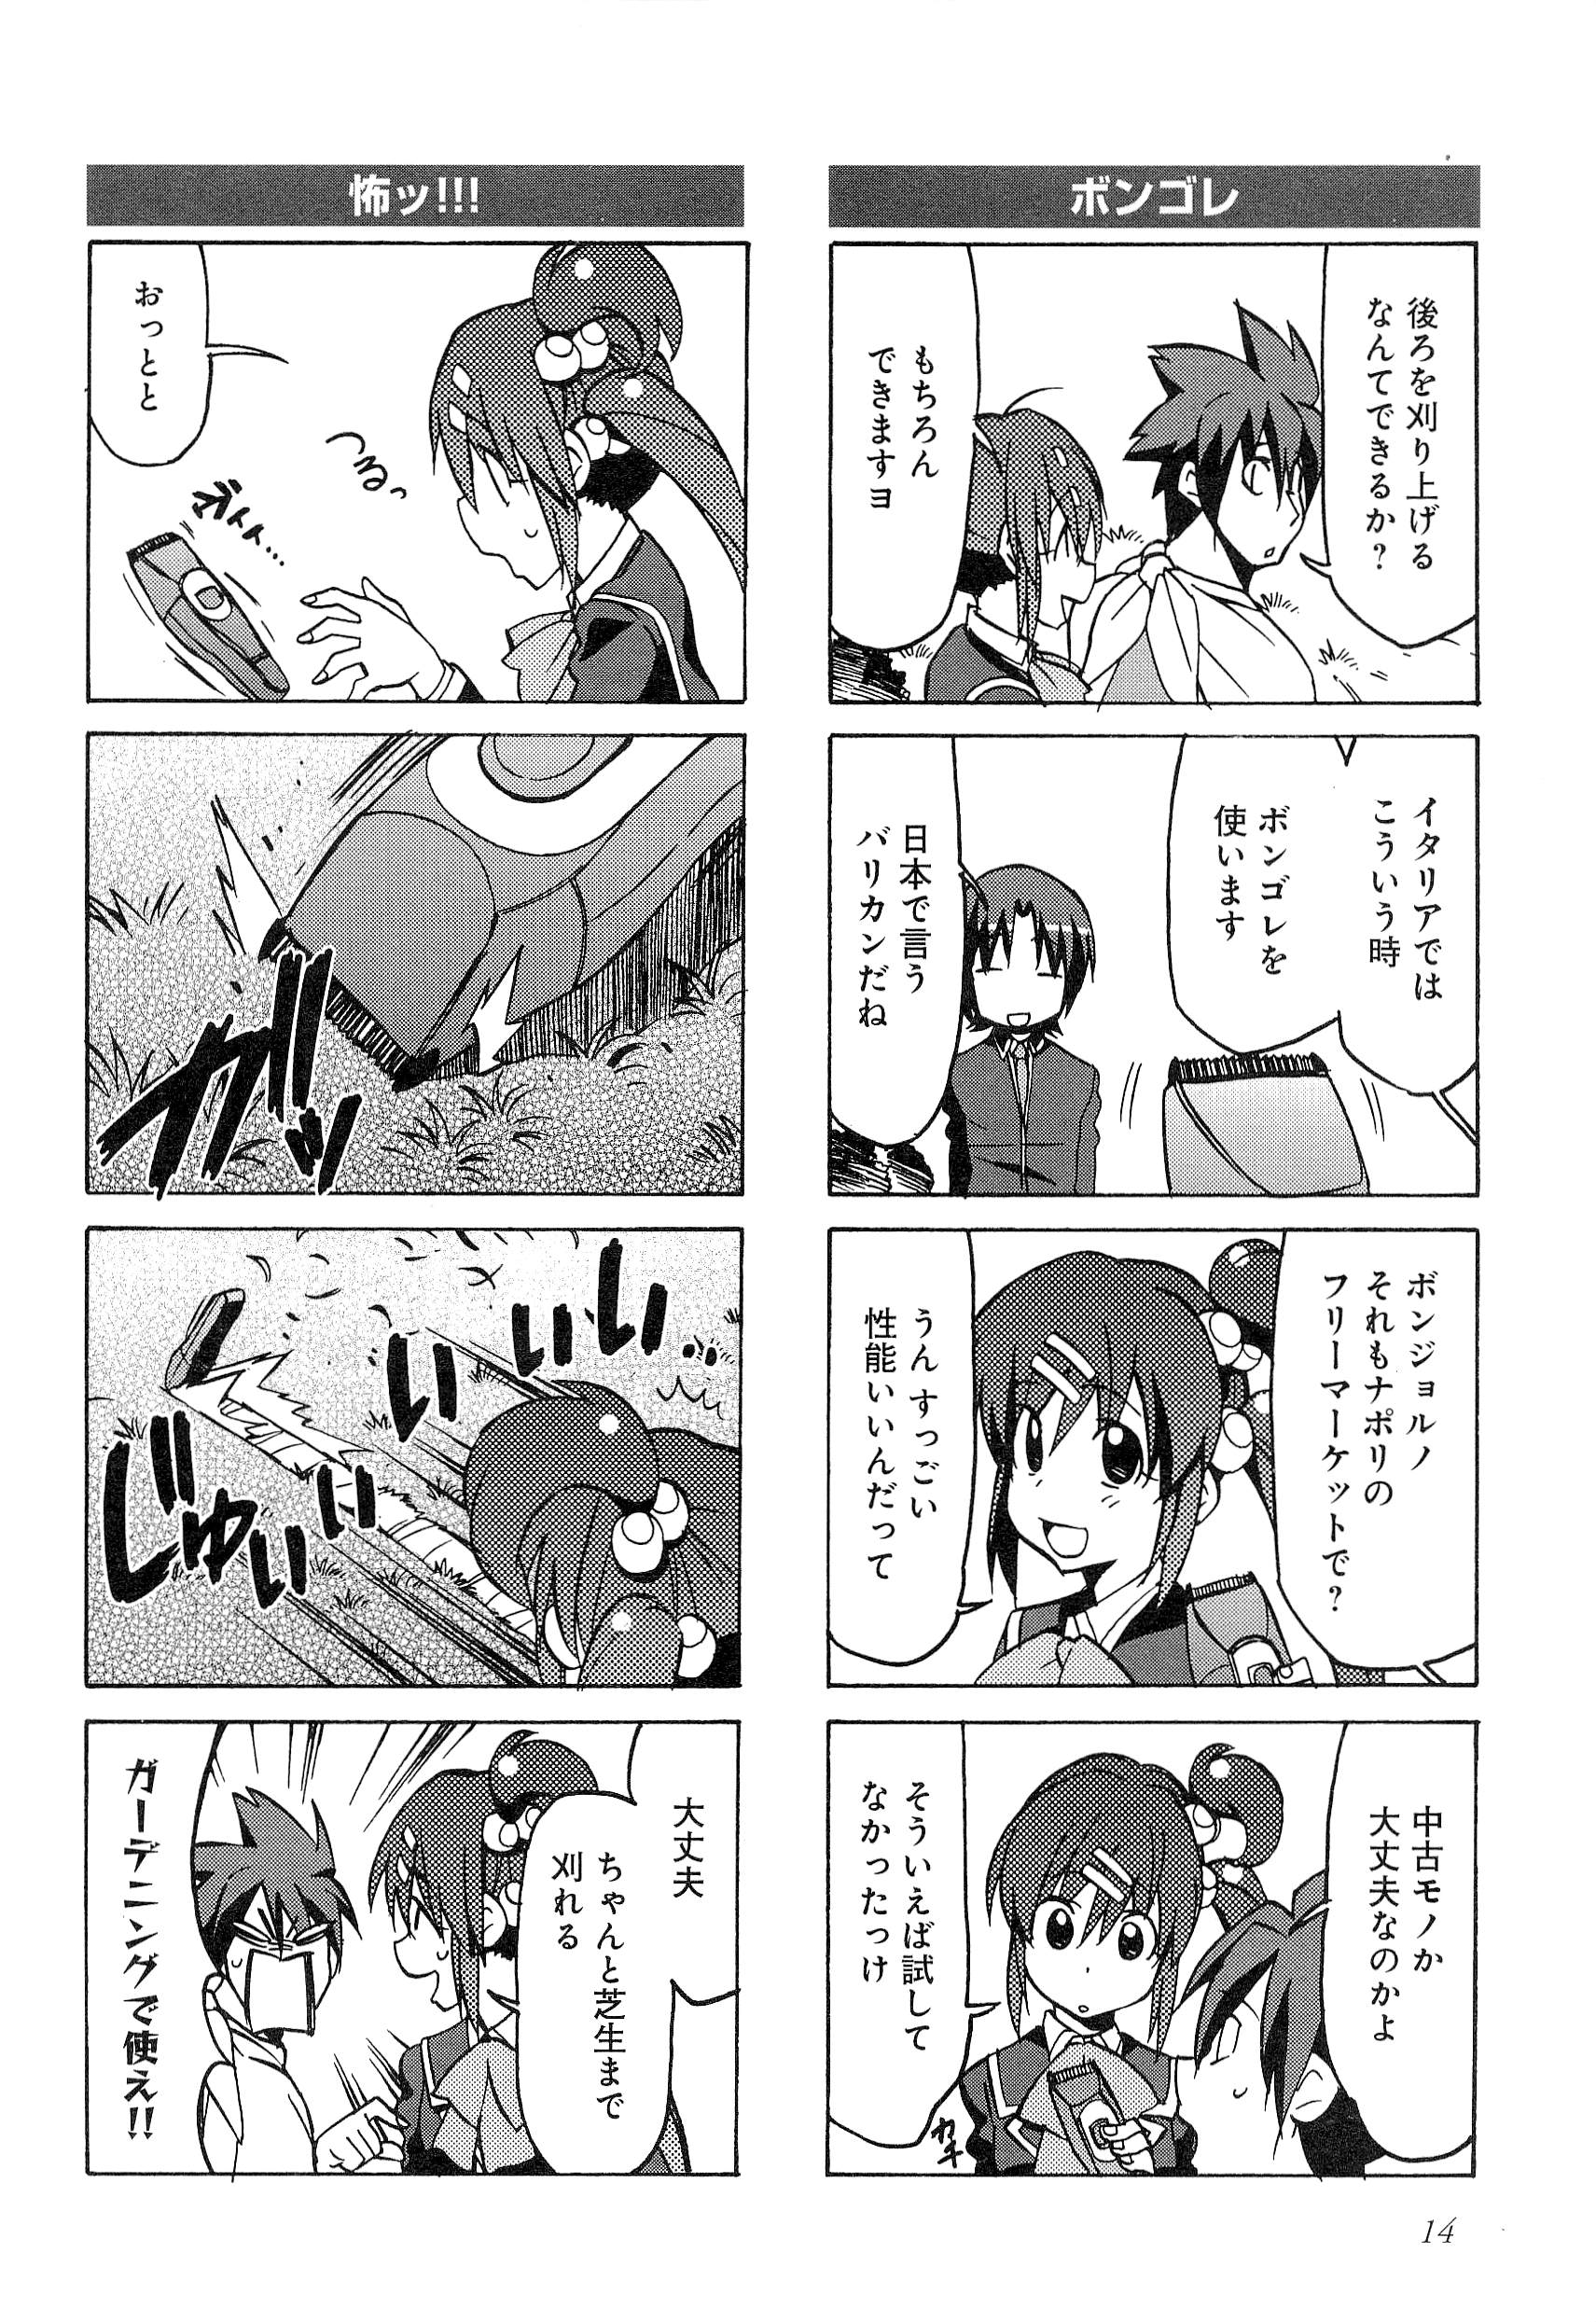 ボンゴレ
後ろを刈り上げる
なんてできるか?
もちろん
できますヨ
イタリアでは
こういう時
ボンゴレを
使います
日本で言う
バリカンだね
ボンジョルノ
それもナポリの
フリーマーケットで?
うんすっごい
性能いいんだって
中古モノか
大丈夫なのかよ
そういえば試して
なかったっけ
カチ
怖ッ!!!
おっとと
つるっ
ヴィィィ…
ガガガッ
じゅいいいいい…
大丈夫
ちゃんと芝生まで
刈れる
ガーデニングで使え!!
14